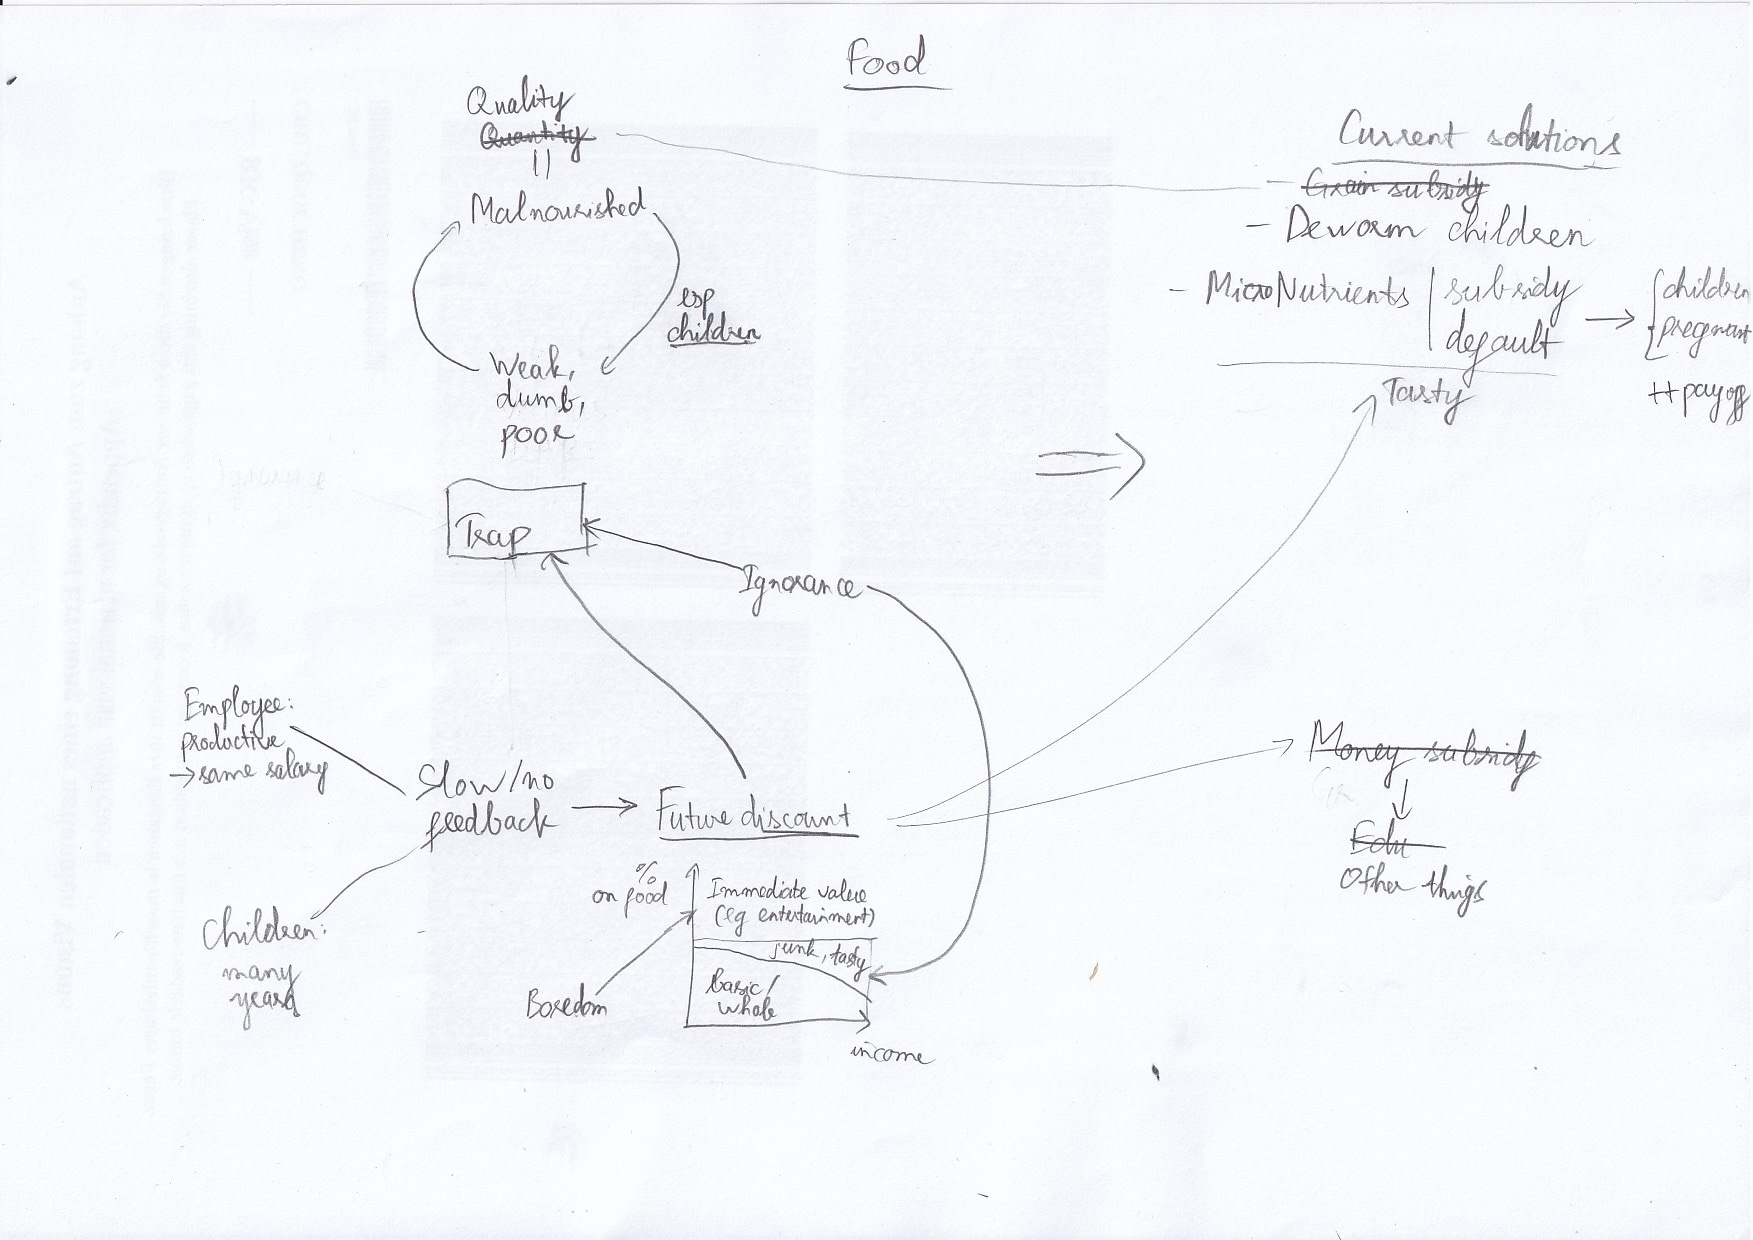 Food
Quality
Quantity
Malnourished
esp
children
Weak,
dumb,
poor
Trap
Ignorance
Current solutions
- Grain subsidy
- Deworm children
- MicroNutrients
subsidy
default
children
pregnant
++ payoff
Tasty
Employee:
productive
→ same salary
Slow/no
feedback
Children:
many
years
Future discount
%
on food
Immediate value
(eg entertainment)
junk, tasty
basic/
whole
Boredom
income
Money subsidy
Edu
Other things